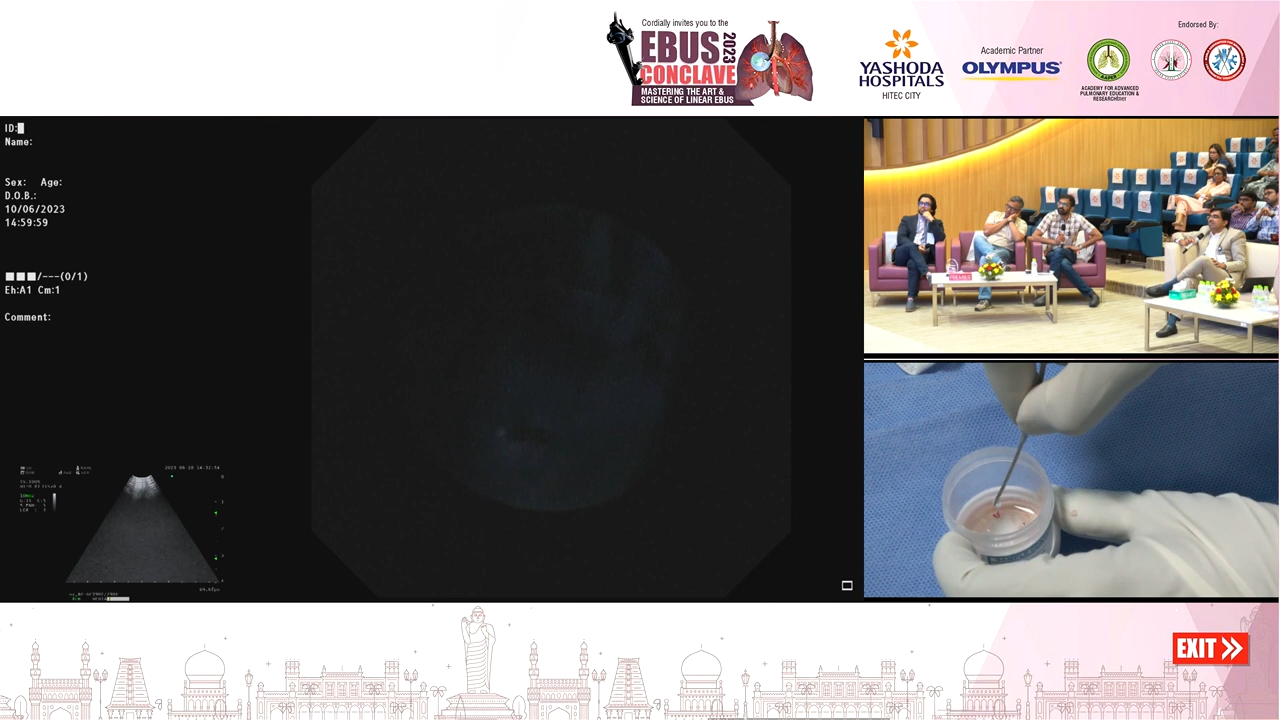 Cordially invites you to the
EBUS 2023
CONCLAVE
MASTERING THE ART &
SCIENCE OF LINEAR EBUS
YASHODA
HOSPITALS
HITEC CITY
Academic Partner
OLYMPUS
Endorsed By:
ACADEMY FOR ADVANCED
PULMONARY EDUCATION &
ID:
Name:
Sex: Age:
D.O.B.:
10/06/2023
14:59:59
/---(0/1)
Eh:A1 Cm:1
Comment:
EXIT